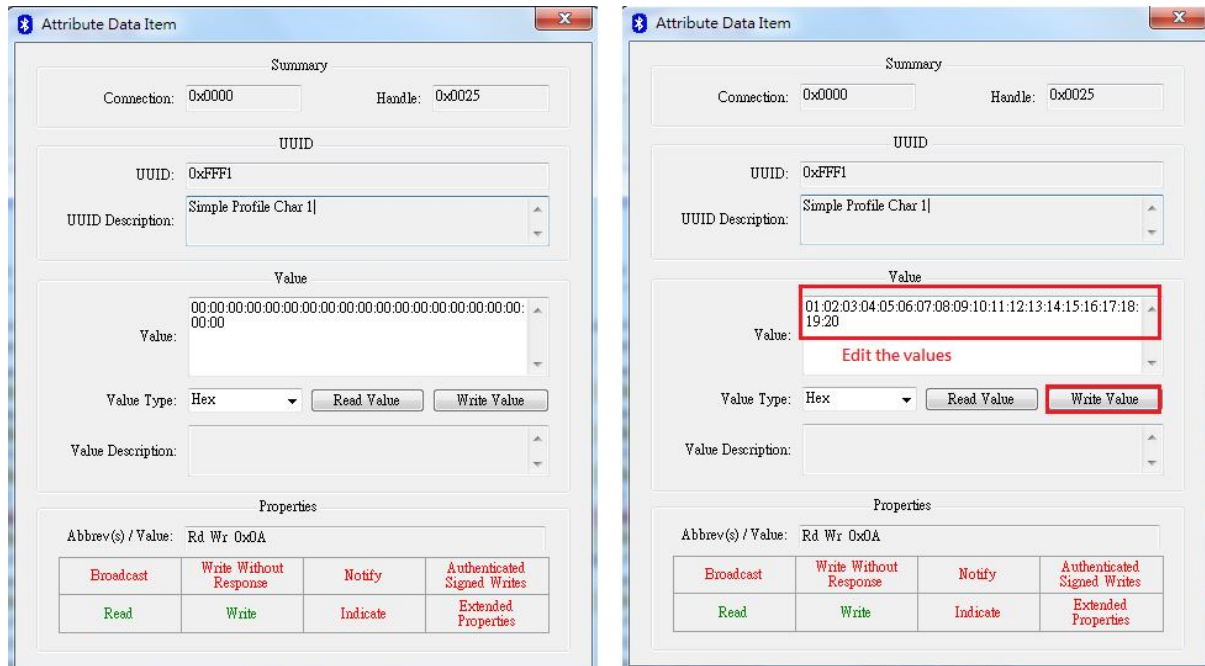 Attribute Data Item
Summary
Connection: 0x0000 Handle: 0x0025
UUID
UUID: 0xFFF1
UUID Description: Simple Profile Char 1
Value
Value: 00:00:00:00:00:00:00:00:00:00:00:00:00:00:00:00:00:00:
00:00
Value Type: Hex Read Value Write Value
Value Description:
Properties
Abbrev(s) / Value: Rd Wr 0x0A
Broadcast Write Without Response Notify Authenticated Signed Writes
Read Write Indicate Extended Properties
Attribute Data Item
Summary
Connection: 0x0000 Handle: 0x0025
UUID
UUID: 0xFFF1
UUID Description: Simple Profile Char 1
Value
Value: 01:02:03:04:05:06:07:08:09:10:11:12:13:14:15:16:17:18:
19:20
Edit the values
Value Type: Hex Read Value Write Value
Value Description:
Properties
Abbrev(s) / Value: Rd Wr 0x0A
Broadcast Write Without Response Notify Authenticated Signed Writes
Read Write Indicate Extended Properties